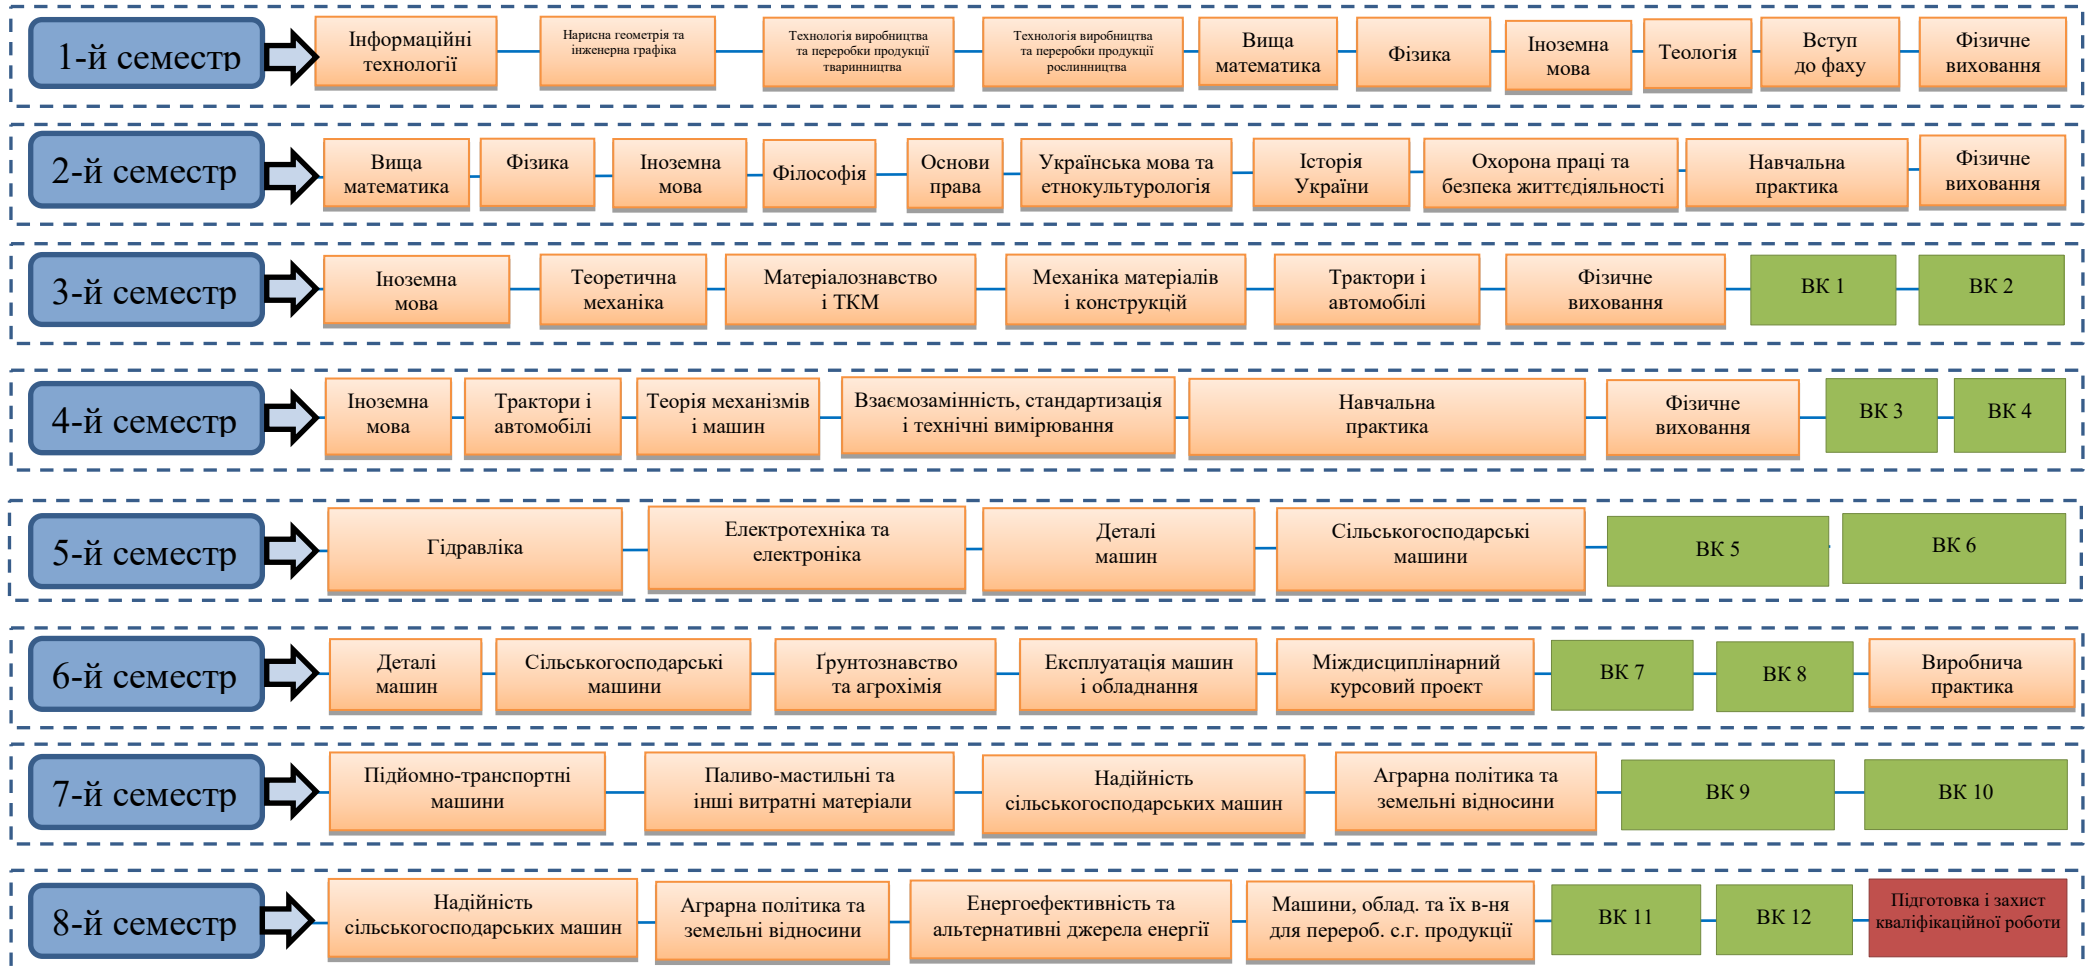 1-й семестр
Інформаційні
технології
Нарисна геометрія та
інженерна графіка
Технологія виробництва
та переробки продукції
тваринництва
Технологія виробництва
та переробки продукції
рослинництва
Вища
математика
Фізика
Іноземна
мова
Теологія
Вступ
до фаху
Фізичне
виховання
2-й семестр
Вища
математика
Фізика
Іноземна
мова
Філософія
Основи
права
Українська мова та
етнокультурологія
Історія
України
Охорона праці та
безпека життєдіяльності
Навчальна
практика
Фізичне
виховання
3-й семестр
Іноземна
мова
Теоретична
механіка
Матеріалознавство
і ТКМ
Механіка матеріалів
і конструкцій
Трактори і
автомобілі
Фізичне
виховання
ВК 1
ВК 2
4-й семестр
Іноземна
мова
Трактори і
автомобілі
Теорія механізмів
і машин
Взаємозамінність, стандартизація
і технічні вимірювання
Навчальна
практика
Фізичне
виховання
ВК 3
ВК 4
5-й семестр
Гідравліка
Електротехніка та
електроніка
Деталі
машин
Сільськогосподарські
машини
ВК 5
ВК 6
6-й семестр
Деталі
машин
Сільськогосподарські
машини
Ґрунтознавство
та агрохімія
Експлуатація машин
і обладнання
Міждисциплінарний
курсовий проект
ВК 7
ВК 8
Виробнича
практика
7-й семестр
Підйомно-транспортні
машини
Паливо-мастильні та
інші витратні матеріали
Надійність
сільськогосподарських машин
Аграрна політика та
земельні відносини
ВК 9
ВК 10
8-й семестр
Надійність
сільськогосподарських машин
Аграрна політика та
земельні відносини
Енергоефективність та
альтернативні джерела енергії
Машини, облад. та їх в-ня
для перероб. с.г. продукції
ВК 11
ВК 12
Підготовка і захист
кваліфікаційної роботи